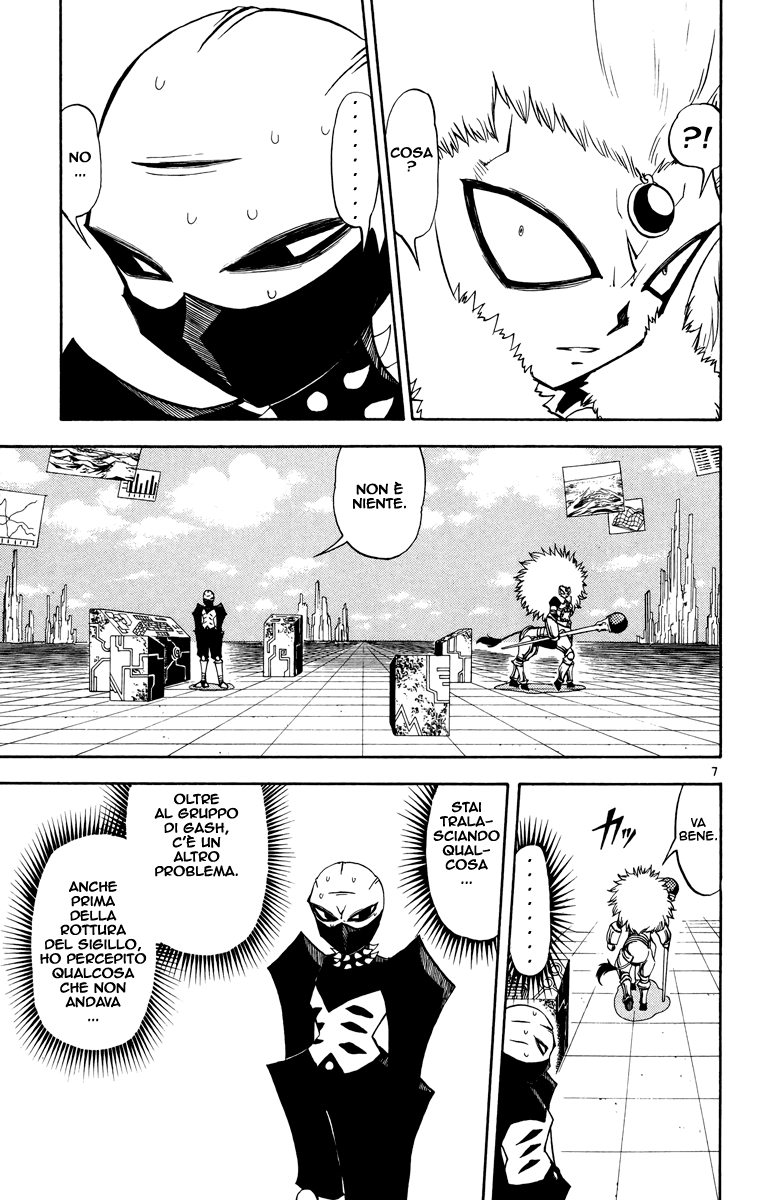 ?!
COSA
?
......
NO
...
NON È
NIENTE.
7
VA
BENE.
カッ
......
STAI
TRALA-
SCIANDO
QUAL-
COSA
...
OLTRE
AL GRUPPO
DI GASH,
C'È UN
ALTRO
PROBLEMA.
ANCHE
PRIMA
DELLA
ROTTURA
DEL SIGILLO,
HO PERCEPITO
QUALCOSA
CHE NON
ANDAVA
...